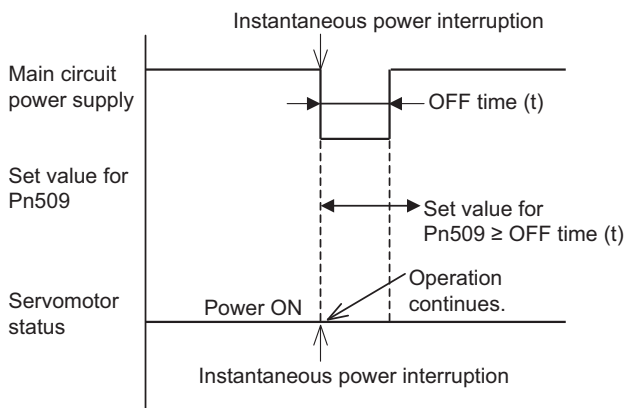 Instantaneous power interruption
Main circuit
power supply
OFF time (t)
Set value for
Pn509
Set value for
Pn509 ≥ OFF time (t)
Operation
continues.
Servomotor
status
Power ON
Instantaneous power interruption